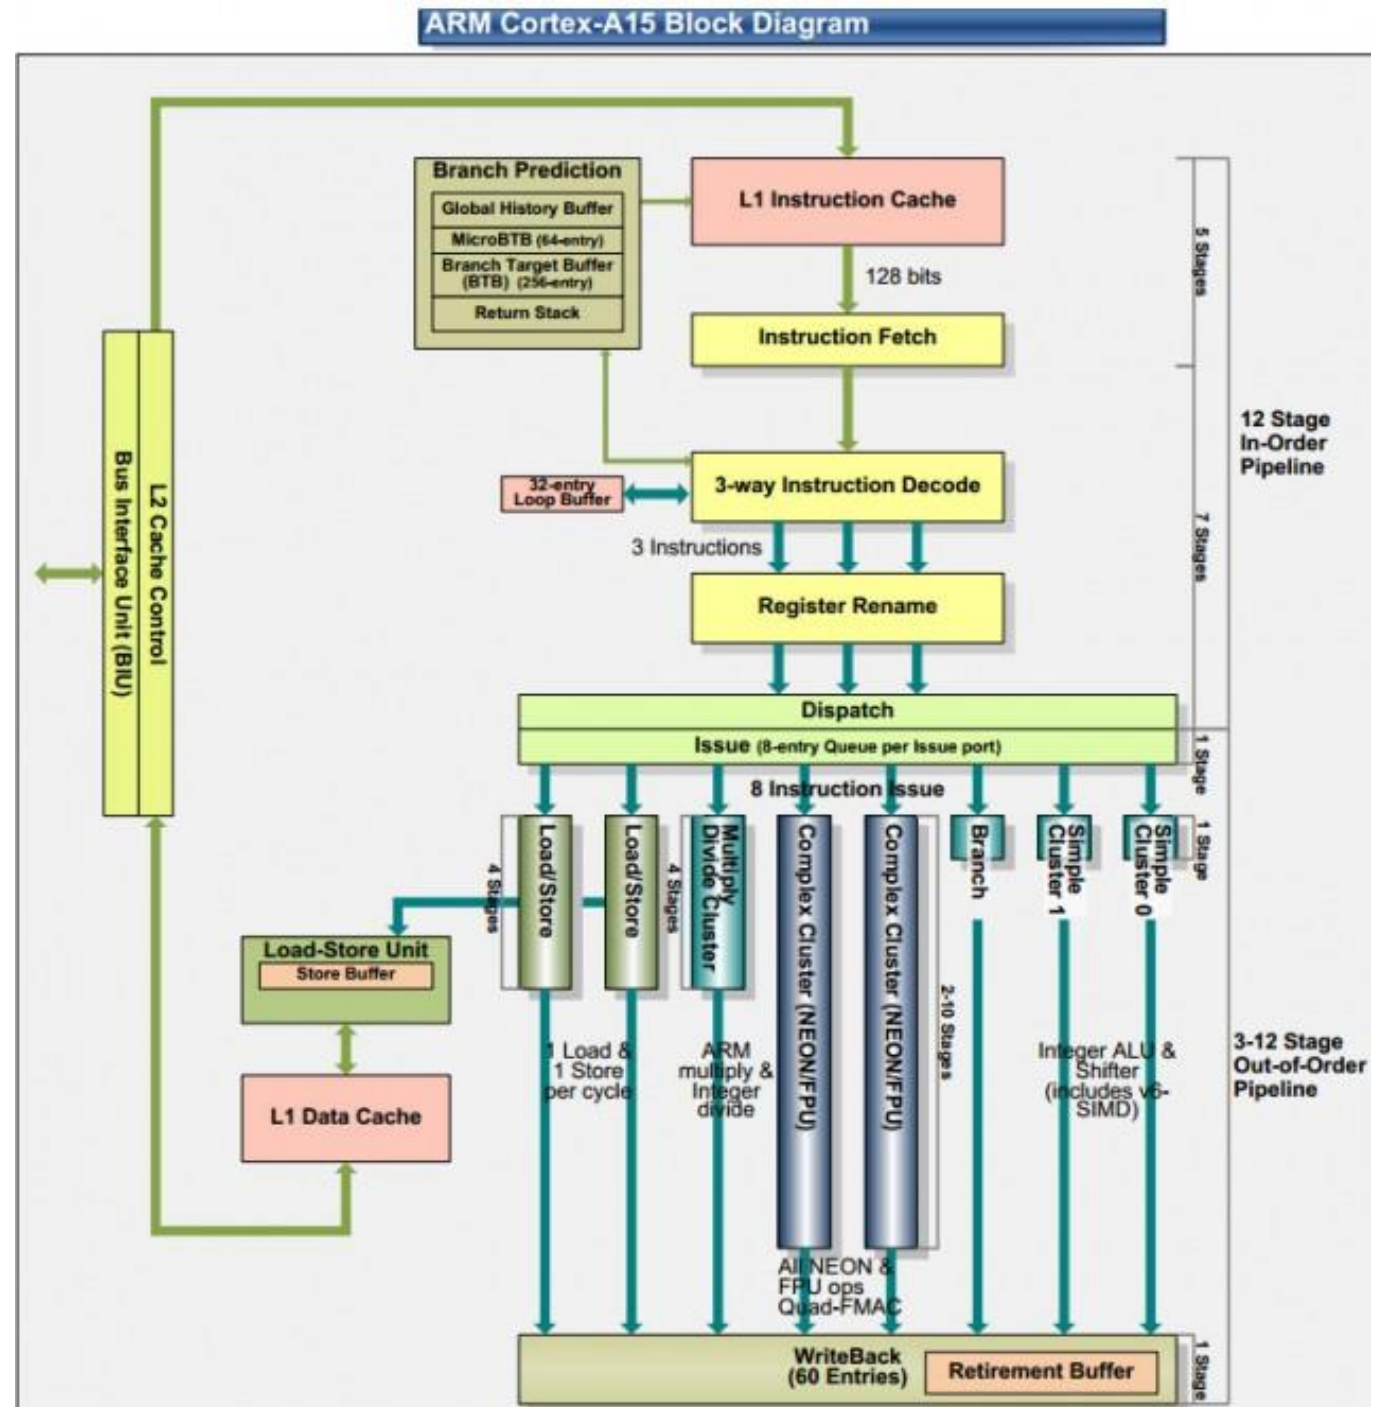 ARM Cortex-A15 Block Diagram
Branch Prediction
Global History Buffer
MicroBTB (64-entry)
Branch Target Buffer
(BTB) (256-entry)
Return Stack
L1 Instruction Cache
128 bits
Instruction Fetch
5 Stages
12 Stage
In-Order
Pipeline
32-entry
Loop Buffer
3-way Instruction Decode
3 Instructions
7 Stages
Register Rename
Bus Interface Unit (BIU)
L2 Cache Control
Dispatch
Issue (8-entry Queue per Issue port)
1 Stage
8 Instruction Issue
4 Stages
Load/Store
Load/Store
4 Stages
Multiply
Divide Cluster
Complex Cluster (NEON/FPU)
Complex Cluster (NEON/FPU)
2-10 Stages
Branch
Simple
Cluster 1
Simple
Cluster 0
1 Stage
Load-Store Unit
Store Buffer
L1 Data Cache
1 Load &
1 Store
per cycle
ARM
multiply &
Integer
divide
Integer ALU &
Shifter
(includes v6-
SIMD)
3-12 Stage
Out-of-Order
Pipeline
All NEON &
FPU ops
Quad-FMAC
WriteBack
(60 Entries)
Retirement Buffer
1 Stage